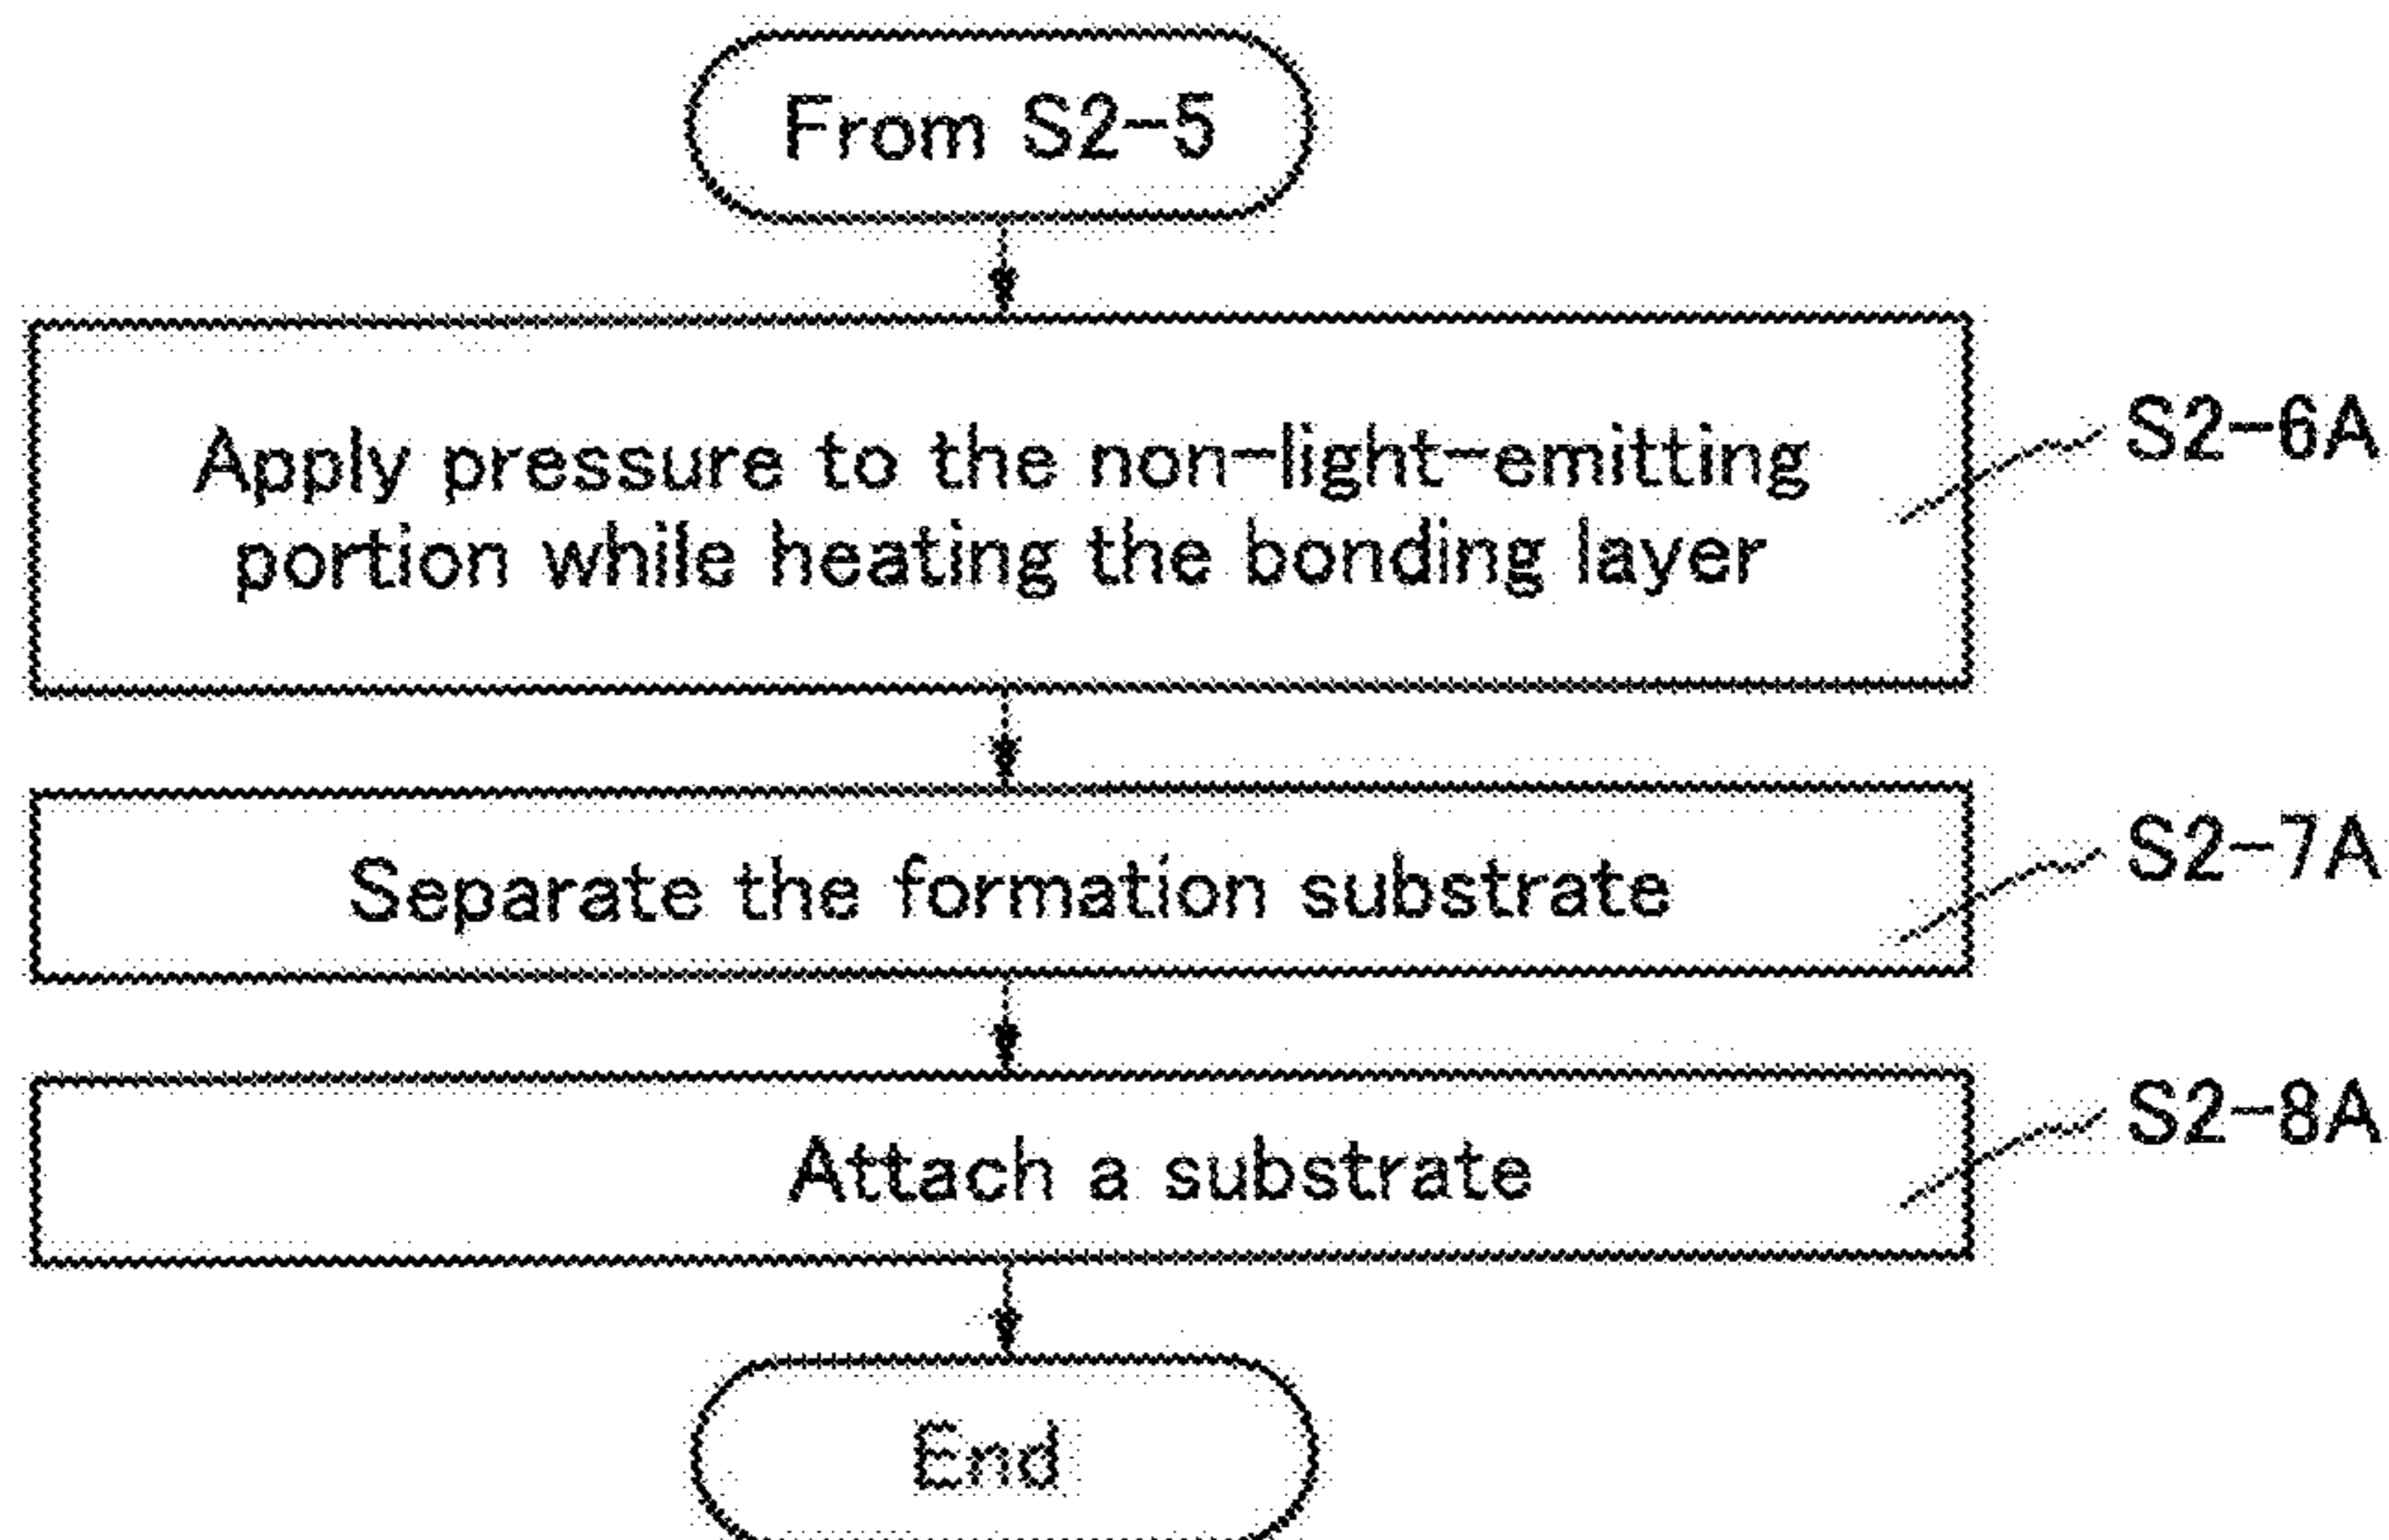 From S2-5
Apply pressure to the non-light-emitting
portion while heating the bonding layer
S2-6A
Separate the formation substrate
S2-7A
Attach a substrate
S2-8A
End